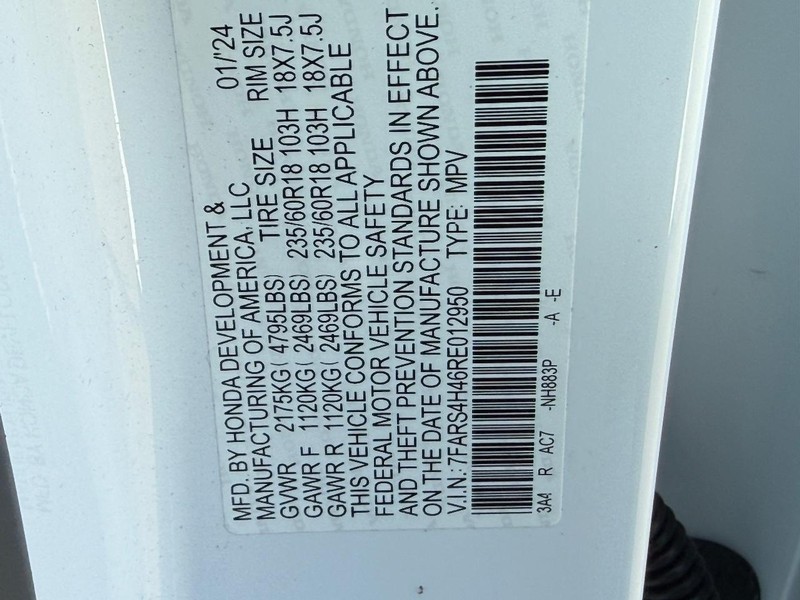 MFD. BY HONDA DEVELOPMENT &
MANUFACTURING OF AMERICA, LLC 01/'24
GVWR 2175KG( 4795LBS) TIRE SIZE RIM SIZE
GAWR F 1120KG( 2469LBS) 235/60R18 103H 18X7.5J
GAWR R 1120KG( 2469LBS) 235/60R18 103H 18X7.5J
THIS VEHICLE CONFORMS TO ALL APPLICABLE
FEDERAL MOTOR VEHICLE SAFETY
AND THEFT PREVENTION STANDARDS IN EFFECT
ON THE DATE OF MANUFACTURE SHOWN ABOVE.
V.I.N.: 7FARS4H46RE012950 TYPE: MPV
3A4 R AC7 -NH883P -A -E